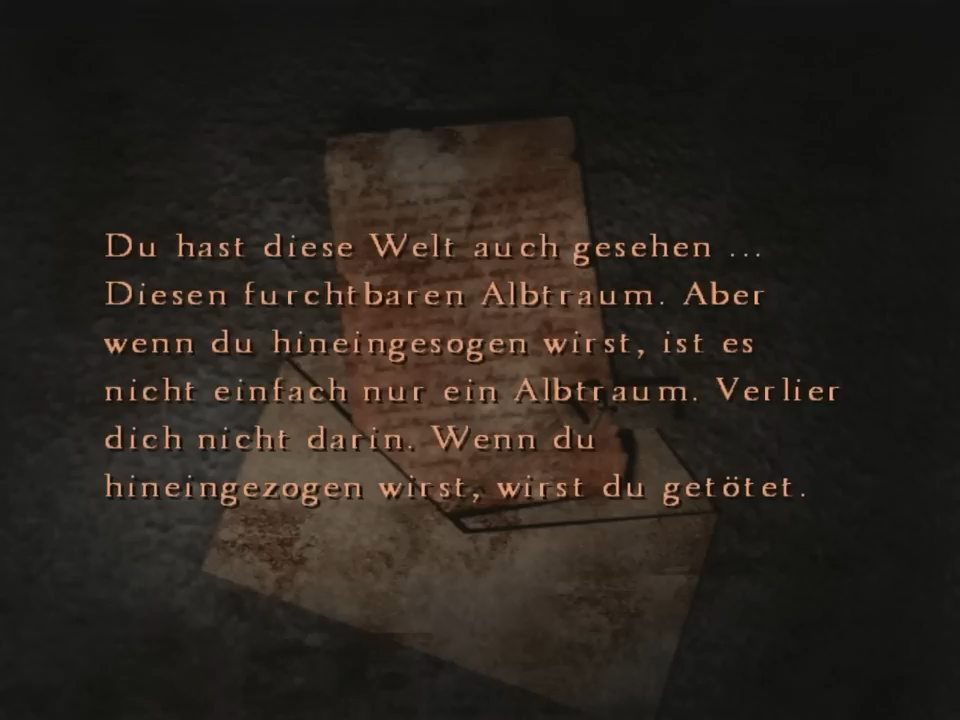 Du hast diese Welt auch gesehen ...
Diesen furchtbaren Albtraum. Aber
wenn du hineingesogen wirst, ist es
nicht einfach nur ein Albtraum. Verlier
dich nicht darin. Wenn du
hineingezogen wirst, wirst du getötet.